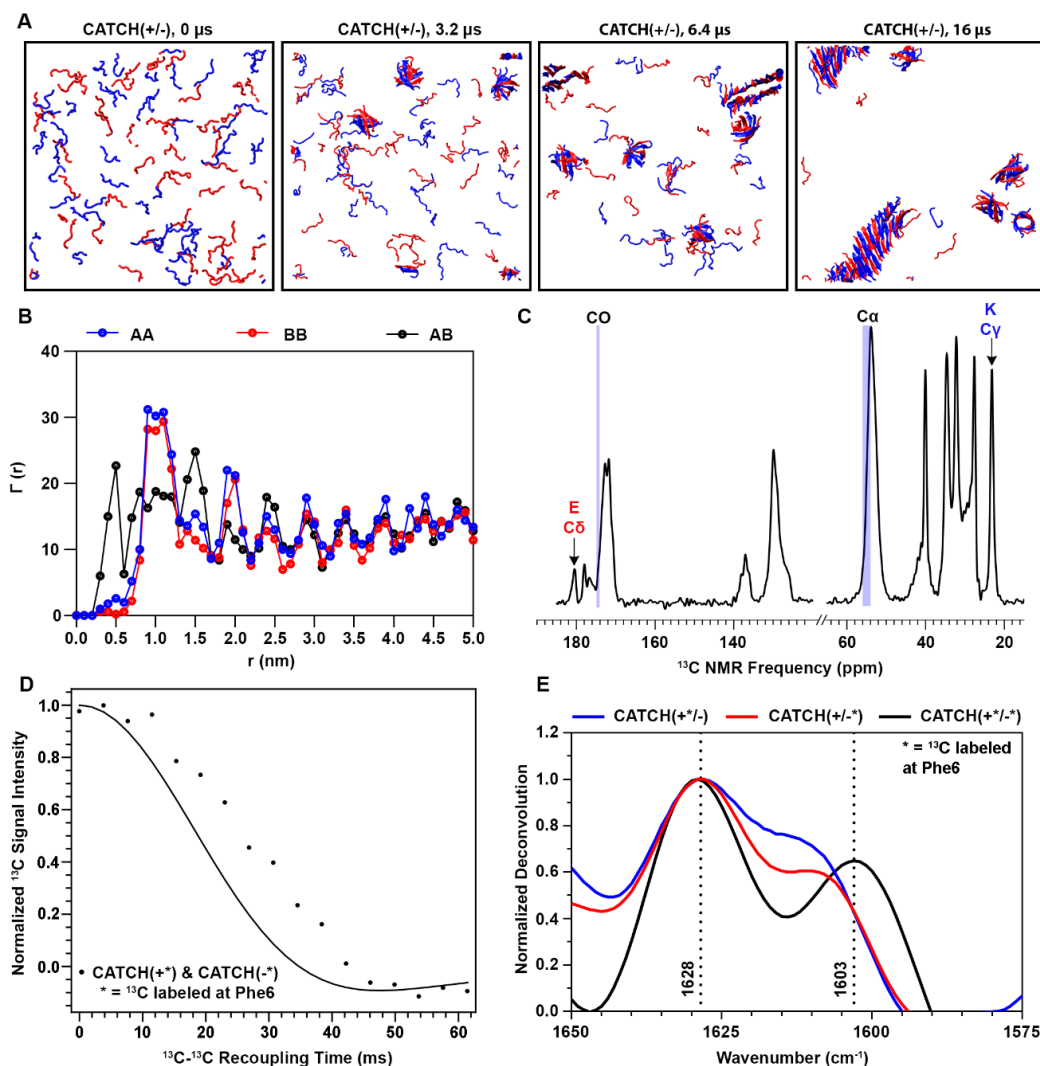 A
CATCH(+/-), 0 µs
CATCH(+/-), 3.2 µs
CATCH(+/-), 6.4 µs
CATCH(+/-), 16 µs
B
AA
BB
AB
40
30
20
10
0
Γ (r)
0.0 0.5 1.0 1.5 2.0 2.5 3.0 3.5 4.0 4.5 5.0
r (nm)
C
CO
Cα
K
Cγ
E
Cδ
180 160 140 60 40 20
¹³C NMR Frequency (ppm)
D
1.0
0.8
0.6
0.4
0.2
0.0
Normalized ¹³C Signal Intensity
CATCH(+*) & CATCH(-*)
* = ¹³C labeled at Phe6
0 10 20 30 40 50 60
¹³C-¹³C Recoupling Time (ms)
E
CATCH(+*/-)
CATCH(+/-*)
CATCH(+*/-*)
* = ¹³C labeled
at Phe6
1.2
1.0
0.8
0.6
0.4
0.2
0.0
Normalized Deconvolution
1628
1603
1650 1625 1600 1575
Wavenumber (cm⁻¹)